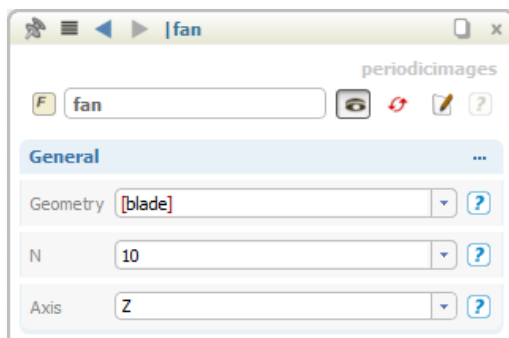 |fan
periodicimages
F fan
General ...
Geometry [blade] ?
N 10 ?
Axis Z ?